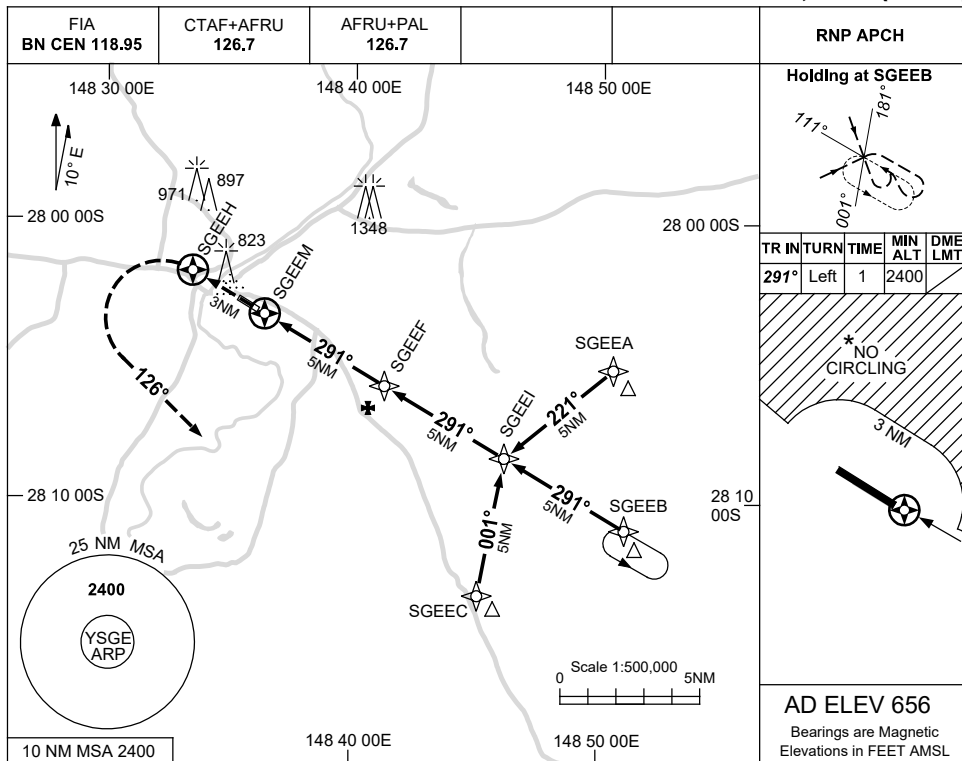 FIA
BN CEN 118.95
CTAF+AFRU
126.7
AFRU+PAL
126.7
RNP APCH
148 30 00E
148 40 00E
148 50 00E
Holding at SGEEB
181°
111°
001°
10° E
971
897
1348
28 00 00S
28 00 00S
SGEEH
823
SGEEM
3NM
TR IN
TURN
TIME
MIN ALT
DME LMT
291°
Left
1
2400
291°
5NM
SGEEF
SGEEA
*NO
CIRCLING
126°
221°
5NM
SGEEI
291°
5NM
3 NM
28 10 00S
291°
5NM
SGEEB
28 10
00S
001°
5NM
25 NM MSA
2400
SGEEC
YSGE
ARP
Scale 1:500,000
0
5NM
AD ELEV 656
Bearings are Magnetic
Elevations in FEET AMSL
10 NM MSA 2400
148 40 00E
148 50 00E